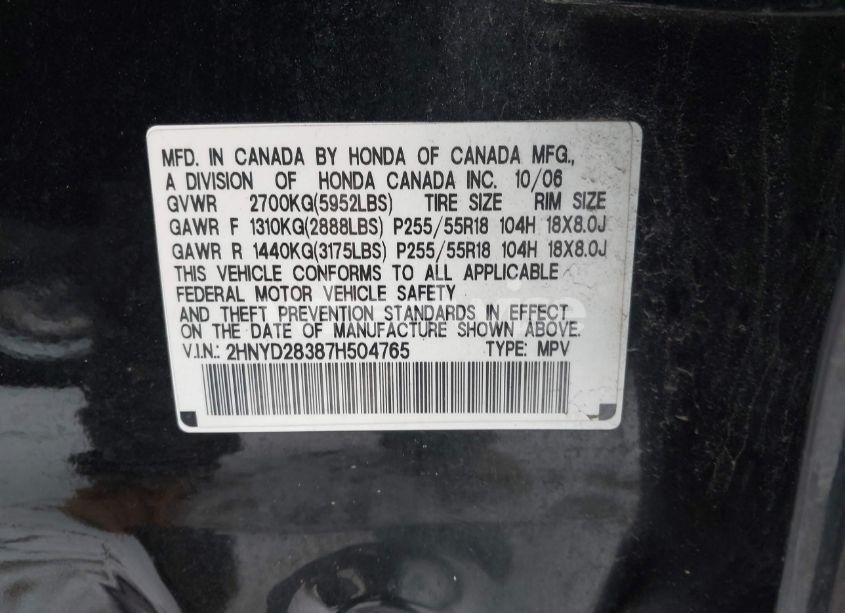 MFD. IN CANADA BY HONDA OF CANADA MFG.,
A DIVISION OF HONDA CANADA INC. 10/06
GVWR 2700KG(5952LBS) TIRE SIZE RIM SIZE
GAWR F 1310KG(2888LBS) P255/55R18 104H 18X8.0J
GAWR R 1440KG(3175LBS) P255/55R18 104H 18X8.0J
THIS VEHICLE CONFORMS TO ALL APPLICABLE
FEDERAL MOTOR VEHICLE SAFETY
AND THEFT PREVENTION STANDARDS IN EFFECT
ON THE DATE OF MANUFACTURE SHOWN ABOVE.
V.I.N.: 2HNYD28387H504765 TYPE: MPV